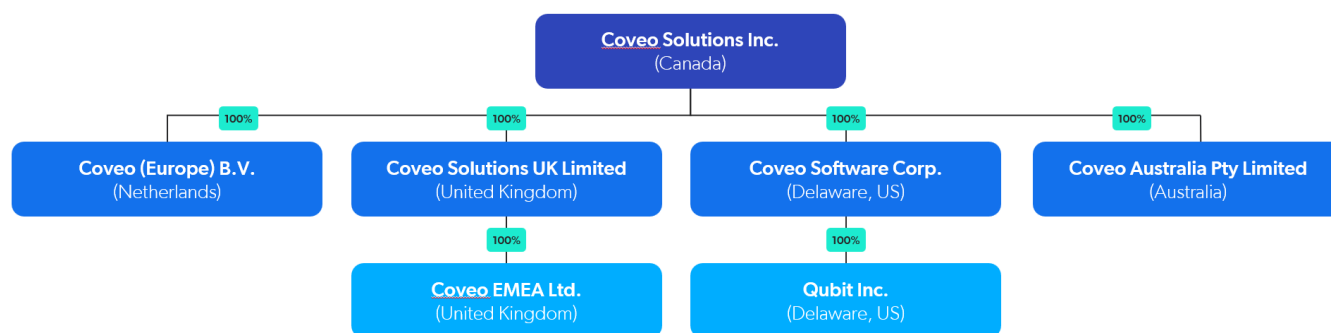 Coveo Solutions Inc.
(Canada)
100%
100%
100%
100%
Coveo (Europe) B.V.
(Netherlands)
Coveo Solutions UK Limited
(United Kingdom)
Coveo Software Corp.
(Delaware, US)
Coveo Australia Pty Limited
(Australia)
100%
100%
Coveo EMEA Ltd.
(United Kingdom)
Qubit Inc.
(Delaware, US)